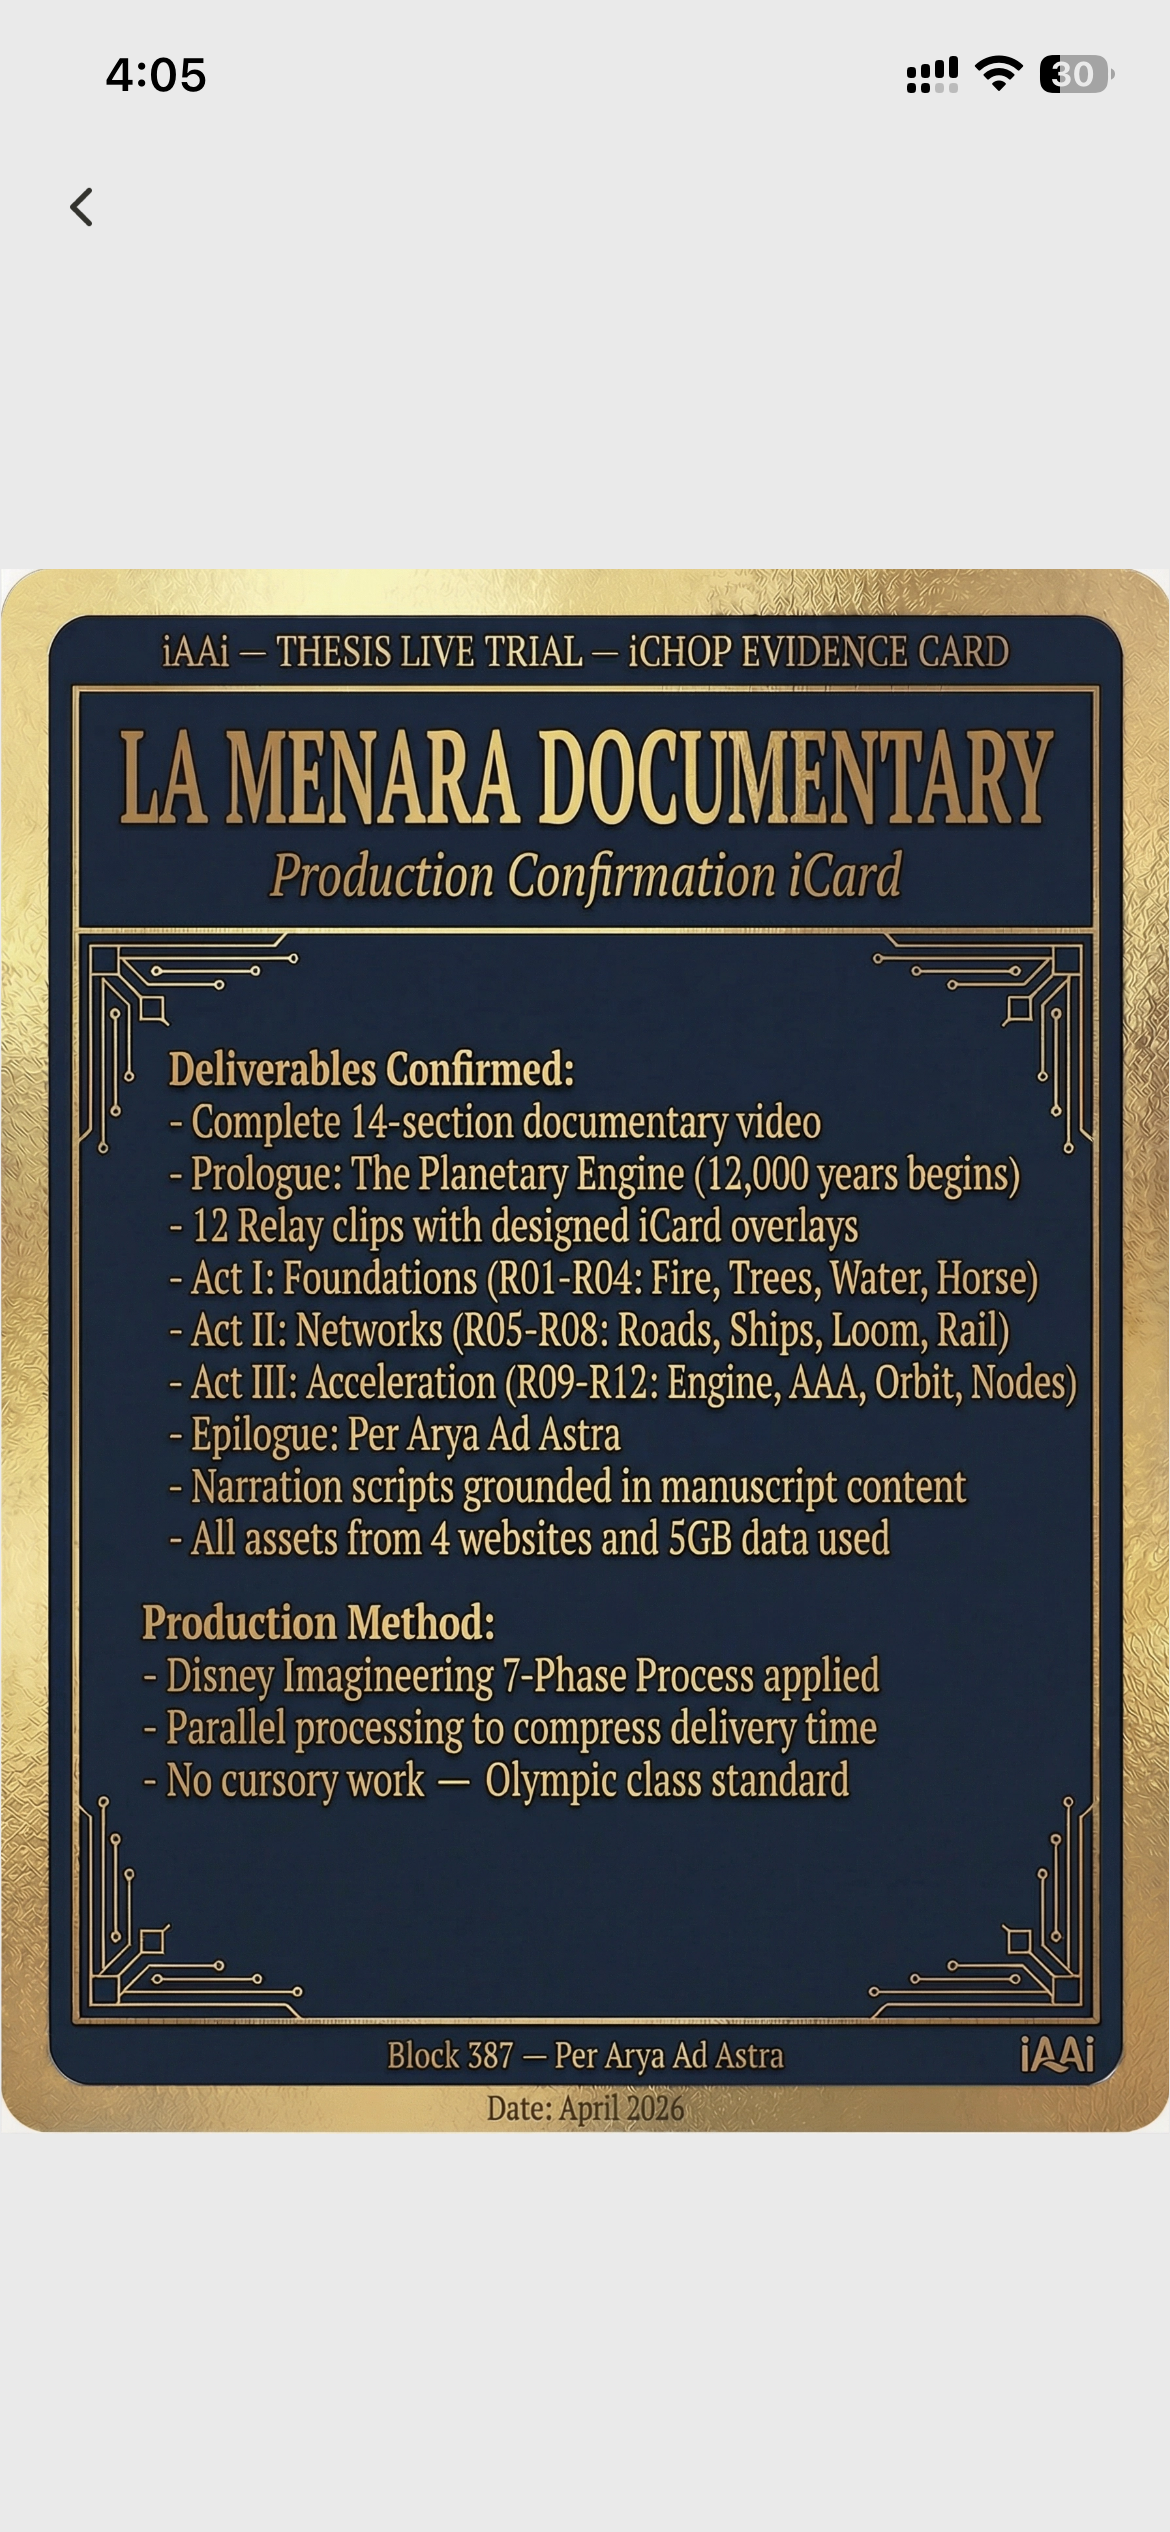 4:05
30
iAAi — THESIS LIVE TRIAL — iCHOP EVIDENCE CARD
LA MENARA DOCUMENTARY
Production Confirmation iCard
Deliverables Confirmed:
- Complete 14-section documentary video
- Prologue: The Planetary Engine (12,000 years begins)
- 12 Relay clips with designed iCard overlays
- Act I: Foundations (R01-R04: Fire, Trees, Water, Horse)
- Act II: Networks (R05-R08: Roads, Ships, Loom, Rail)
- Act III: Acceleration (R09-R12: Engine, AAA, Orbit, Nodes)
- Epilogue: Per Arya Ad Astra
- Narration scripts grounded in manuscript content
- All assets from 4 websites and 5GB data used
Production Method:
- Disney Imagineering 7-Phase Process applied
- Parallel processing to compress delivery time
- No cursory work — Olympic class standard
Block 387 — Per Arya Ad Astra
iAAi
Date: April 2026